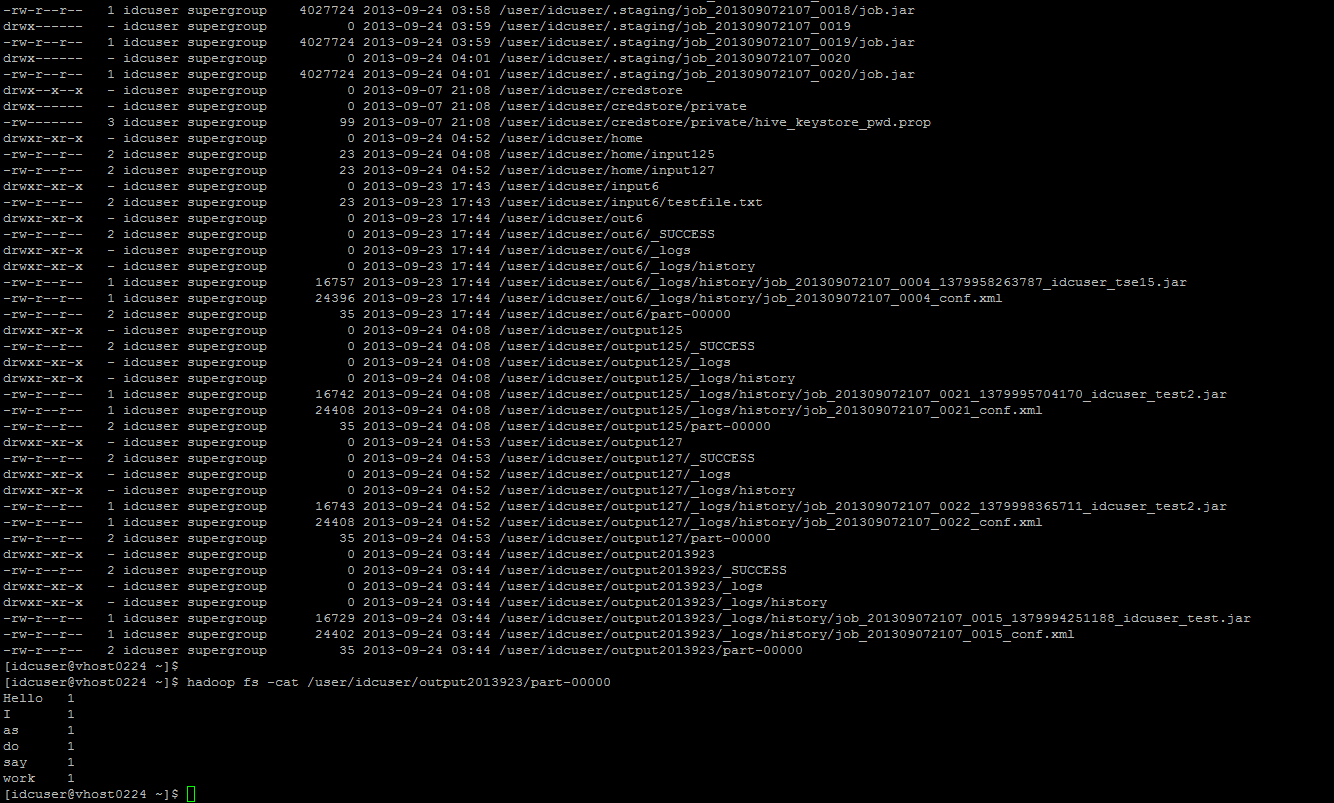 -rw-r--r--   1 idcuser supergroup    4027724 2013-09-24 03:58 /user/idcuser/.staging/job_201309072107_0018/job.jar
drwx------   - idcuser supergroup          0 2013-09-24 03:59 /user/idcuser/.staging/job_201309072107_0019
-rw-r--r--   1 idcuser supergroup    4027724 2013-09-24 03:59 /user/idcuser/.staging/job_201309072107_0019/job.jar
drwx------   - idcuser supergroup          0 2013-09-24 04:01 /user/idcuser/.staging/job_201309072107_0020
-rw-r--r--   1 idcuser supergroup    4027724 2013-09-24 04:01 /user/idcuser/.staging/job_201309072107_0020/job.jar
drwx--x--x   - idcuser supergroup          0 2013-09-07 21:08 /user/idcuser/credstore
drwx------   - idcuser supergroup          0 2013-09-07 21:08 /user/idcuser/credstore/private
-rw-------   3 idcuser supergroup         99 2013-09-07 21:08 /user/idcuser/credstore/private/hive_keystore_pwd.prop
drwxr-xr-x   - idcuser supergroup          0 2013-09-24 04:52 /user/idcuser/home
-rw-r--r--   2 idcuser supergroup         23 2013-09-24 04:08 /user/idcuser/home/input125
-rw-r--r--   2 idcuser supergroup         23 2013-09-24 04:52 /user/idcuser/home/input127
drwxr-xr-x   - idcuser supergroup          0 2013-09-23 17:43 /user/idcuser/input6
-rw-r--r--   2 idcuser supergroup         23 2013-09-23 17:43 /user/idcuser/input6/testfile.txt
drwxr-xr-x   - idcuser supergroup          0 2013-09-23 17:44 /user/idcuser/out6
-rw-r--r--   2 idcuser supergroup          0 2013-09-23 17:44 /user/idcuser/out6/_SUCCESS
drwxr-xr-x   - idcuser supergroup          0 2013-09-23 17:44 /user/idcuser/out6/_logs
drwxr-xr-x   - idcuser supergroup          0 2013-09-23 17:44 /user/idcuser/out6/_logs/history
-rw-r--r--   1 idcuser supergroup      16757 2013-09-23 17:44 /user/idcuser/out6/_logs/history/job_201309072107_0004_1379958263787_idcuser_tse15.jar
-rw-r--r--   1 idcuser supergroup      24396 2013-09-23 17:44 /user/idcuser/out6/_logs/history/job_201309072107_0004_conf.xml
-rw-r--r--   2 idcuser supergroup         35 2013-09-23 17:44 /user/idcuser/out6/part-00000
drwxr-xr-x   - idcuser supergroup          0 2013-09-24 04:08 /user/idcuser/output125
-rw-r--r--   2 idcuser supergroup          0 2013-09-24 04:08 /user/idcuser/output125/_SUCCESS
drwxr-xr-x   - idcuser supergroup          0 2013-09-24 04:08 /user/idcuser/output125/_logs
drwxr-xr-x   - idcuser supergroup          0 2013-09-24 04:08 /user/idcuser/output125/_logs/history
-rw-r--r--   1 idcuser supergroup      16742 2013-09-24 04:08 /user/idcuser/output125/_logs/history/job_201309072107_0021_1379995704170_idcuser_test2.jar
-rw-r--r--   1 idcuser supergroup      24408 2013-09-24 04:08 /user/idcuser/output125/_logs/history/job_201309072107_0021_conf.xml
-rw-r--r--   2 idcuser supergroup         35 2013-09-24 04:08 /user/idcuser/output125/part-00000
drwxr-xr-x   - idcuser supergroup          0 2013-09-24 04:53 /user/idcuser/output127
-rw-r--r--   2 idcuser supergroup          0 2013-09-24 04:53 /user/idcuser/output127/_SUCCESS
drwxr-xr-x   - idcuser supergroup          0 2013-09-24 04:52 /user/idcuser/output127/_logs
drwxr-xr-x   - idcuser supergroup          0 2013-09-24 04:52 /user/idcuser/output127/_logs/history
-rw-r--r--   1 idcuser supergroup      16743 2013-09-24 04:52 /user/idcuser/output127/_logs/history/job_201309072107_0022_1379998365711_idcuser_test2.jar
-rw-r--r--   1 idcuser supergroup      24408 2013-09-24 04:52 /user/idcuser/output127/_logs/history/job_201309072107_0022_conf.xml
-rw-r--r--   2 idcuser supergroup         35 2013-09-24 04:53 /user/idcuser/output127/part-00000
drwxr-xr-x   - idcuser supergroup          0 2013-09-24 03:44 /user/idcuser/output2013923
-rw-r--r--   2 idcuser supergroup          0 2013-09-24 03:44 /user/idcuser/output2013923/_SUCCESS
drwxr-xr-x   - idcuser supergroup          0 2013-09-24 03:44 /user/idcuser/output2013923/_logs
drwxr-xr-x   - idcuser supergroup          0 2013-09-24 03:44 /user/idcuser/output2013923/_logs/history
-rw-r--r--   1 idcuser supergroup      16729 2013-09-24 03:44 /user/idcuser/output2013923/_logs/history/job_201309072107_0015_1379994251188_idcuser_test.jar
-rw-r--r--   1 idcuser supergroup      24402 2013-09-24 03:44 /user/idcuser/output2013923/_logs/history/job_201309072107_0015_conf.xml
-rw-r--r--   2 idcuser supergroup         35 2013-09-24 03:44 /user/idcuser/output2013923/part-00000
[idcuser@vhost0224 ~]$
[idcuser@vhost0224 ~]$ hadoop fs -cat /user/idcuser/output2013923/part-00000
Hello   1
I       1
as      1
do      1
say     1
work    1
[idcuser@vhost0224 ~]$